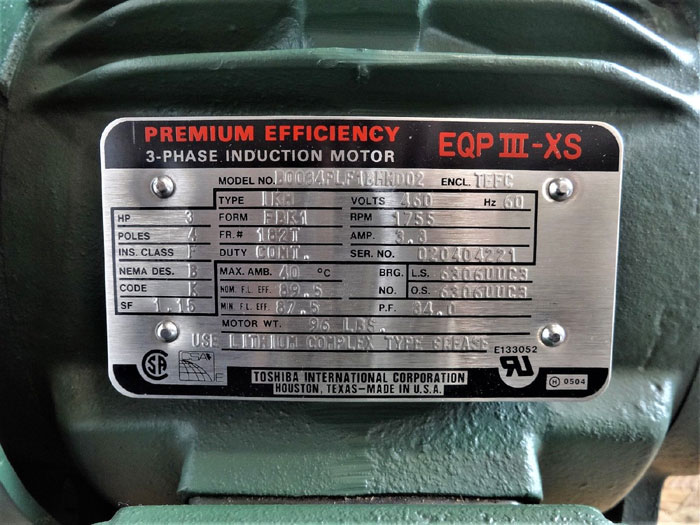 PREMIUM EFFICIENCY EQP III-XS
3-PHASE INDUCTION MOTOR
MODEL NO. ENCL. TEFC
TYPE IKH VOLTS 460 Hz 60
HP 3 FORM FBK1 RPM 1755
POLES 4 FR.# 182T AMP. 3.8
INS. CLASS F DUTY CONT. SER. NO. 020404221
NEMA DES. B MAX. AMB. 40 °C BRG. L.S. 6306UUC3
CODE K NOM. F.L. EFF. 89.5 NO. O.S. 6306UUC3
SF 1.15 MIN F.L. EFF. 87.5 P.F. 84.0
MOTOR WT. 96 LBS.
USE LITHIUM COMPLEX TYPE GREASE
E133052
TOSHIBA INTERNATIONAL CORPORATION
HOUSTON, TEXAS-MADE IN U.S.A.
H 0504